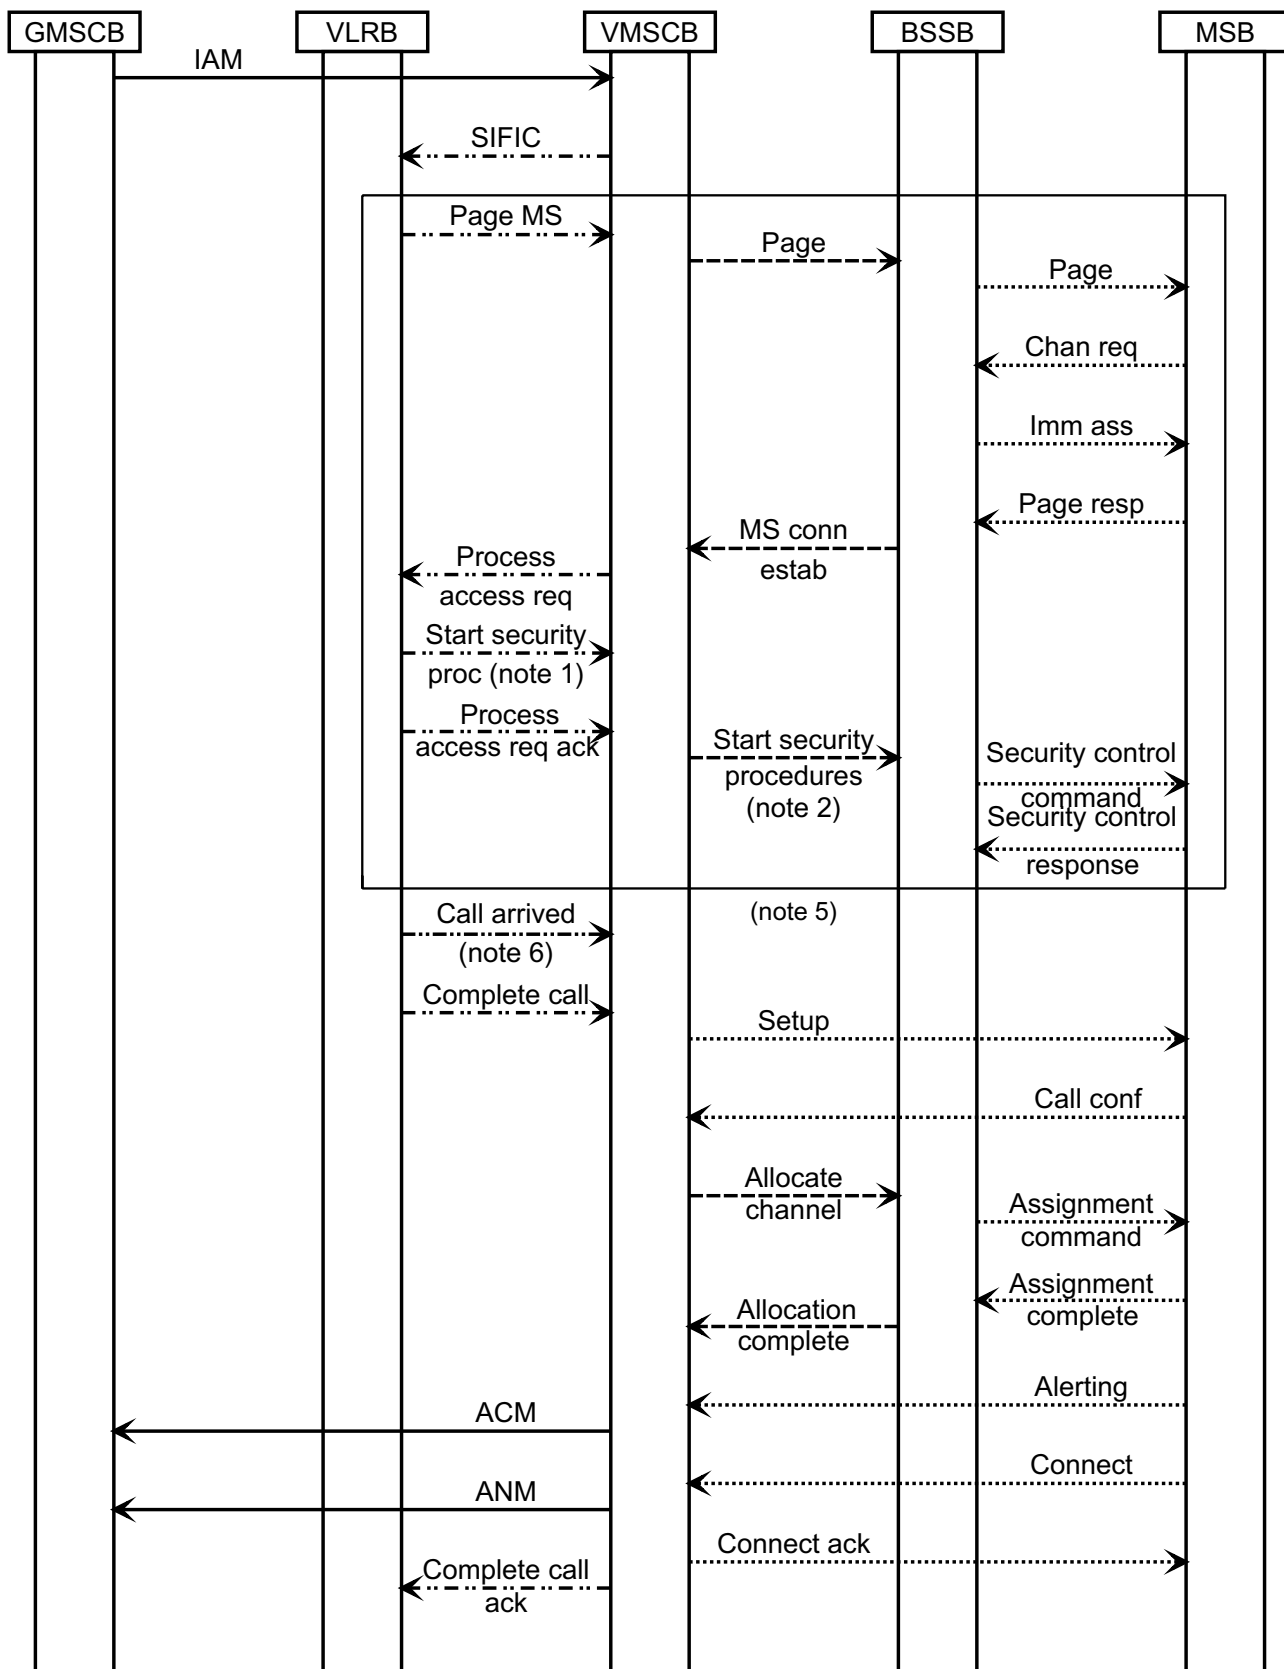 GMSCB
VLRB
VMSCB
BSSB
MSB
IAM
SIFIC
Page MS
Page
Page
Chan req
Imm ass
Page resp
MS conn
estab
Process
access req
Start security
proc (note 1)
Process
access req ack
Start security
procedures
(note 2)
Security control
command
Security control
response
(note 5)
Call arrived
(note 6)
Complete call
Setup
Call conf
Allocate
channel
Assignment
command
Assignment
complete
Allocation
complete
Alerting
ACM
Connect
ANM
Connect ack
Complete call
ack